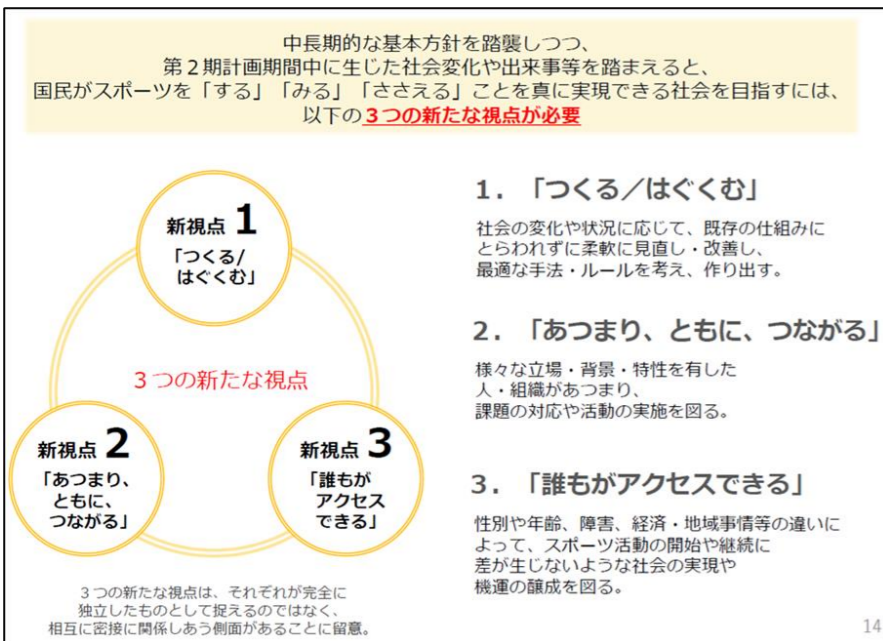 中長期的な基本方針を踏襲しつつ、
第２期計画期間中に生じた社会変化や出来事等を踏まえると、
国民がスポーツを「する」「みる」「ささえる」ことを真に実現できる社会を目指すには、
以下の３つの新たな視点が必要
新視点 1
「つくる/
はぐくむ」
３つの新たな視点
新視点 2
「あつまり、
ともに、
つながる」
新視点 3
「誰もが
アクセス
できる」
３つの新たな視点は、それぞれが完全に
独立したものとして捉えるのではなく、
相互に密接に関係しあう側面があることに留意。
１．「つくる／はぐくむ」
社会の変化や状況に応じて、既存の仕組みに
とらわれずに柔軟に見直し・改善し、
最適な手法・ルールを考え、作り出す。
２．「あつまり、ともに、つながる」
様々な立場・背景・特性を有した
人・組織があつまり、
課題の対応や活動の実施を図る。
３．「誰もがアクセスできる」
性別や年齢、障害、経済・地域事情等の違いに
よって、スポーツ活動の開始や継続に
差が生じないような社会の実現や
機運の醸成を図る。
14